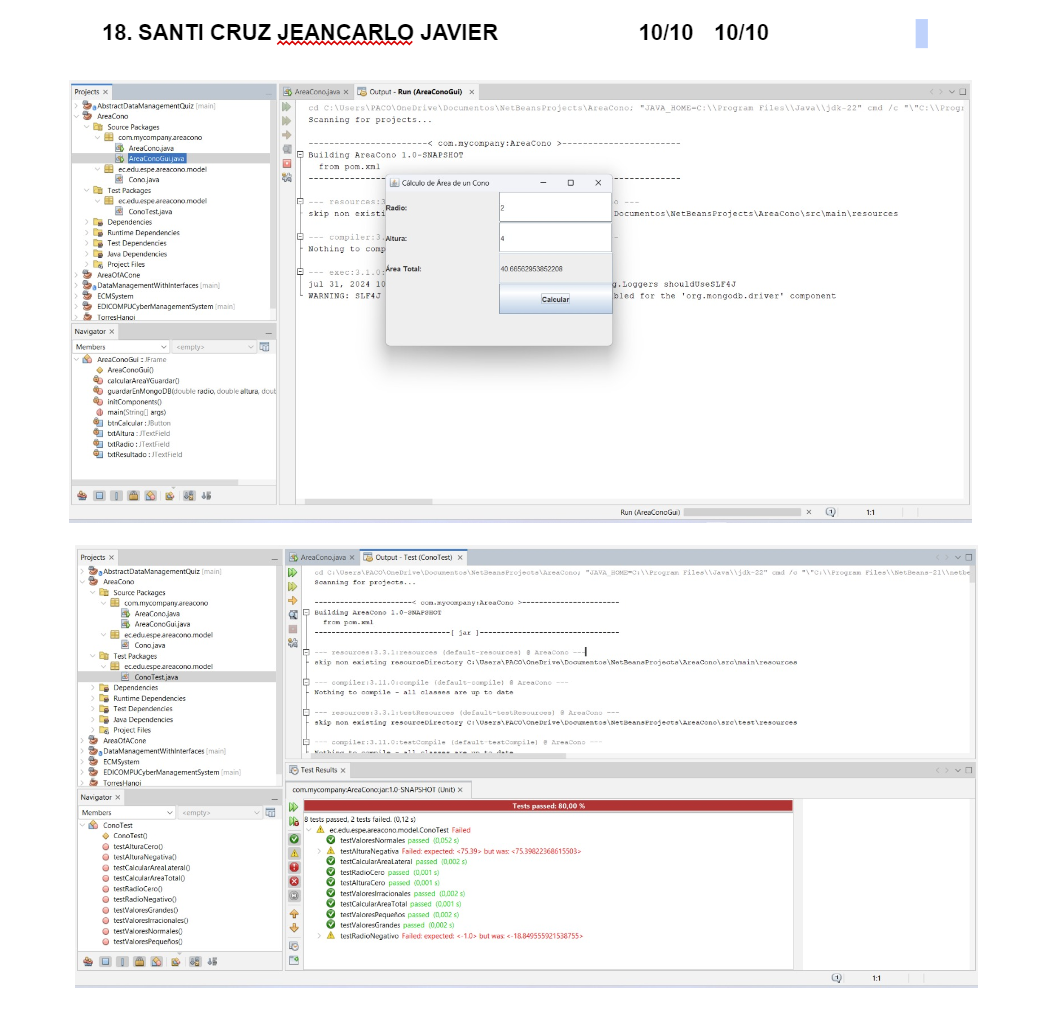 18. SANTI CRUZ JEANCARLO JAVIER 10/10 10/10
Projects
AbstractDataManagementQuiz [main]
AreaCono
Source Packages
com.mycompany.areacono
AreaCono.java
AreaConoGui.java
ec.edu.espe.areacono.model
Cono.java
Test Packages
ec.edu.espe.areacono.model
ConoTest.java
Dependencies
Runtime Dependencies
Test Dependencies
Java Dependencies
Project Files
AreaOfACone
DataManagementWithInterfaces [main]
ECMSystem
EDICOMPUCyberManagementSystem [main]
TorresHanoi
Navigator
Members <empty>
AreaConoGui :: JFrame
AreaConoGui()
calcularAreaYGuardar()
guardarEnMongoDB(double radio, double altura, doub
initComponents()
main(String[] args)
btnCalcular : JButton
txtAltura : JTextField
txtRadio : JTextField
txtResultado : JTextField
AreaCono.java Output - Run (AreaConoGui)
cd C:\Users\PACO\OneDrive\Documentos\NetBeansProjects\AreaCono; "JAVA_HOME=C:\\Program Files\\Java\\jdk-22" cmd /c "\"C:\\Progr
Scanning for projects...
< com.mycompany:AreaCono >
Building AreaCono 1.0-SNAPSHOT
from pom.xml
--- resources:3
skip non existi Documentos\NetBeansProjects\AreaCono\src\main\resources
--- compiler:3.
Nothing to comp
--- exec:3.1.0:
jul 31, 2024 10 g.Loggers shouldUseSLF4J
WARNING: SLF4J bled for the 'org.mongodb.driver' component
Cálculo de Área de un Cono
Radio: 2
Altura: 4
Área Total: 40.66562953852208
Calcular
Run (AreaConoGui) 1:1
Projects
AbstractDataManagementQuiz [main]
AreaCono
Source Packages
com.mycompany.areacono
AreaCono.java
AreaConoGui.java
ec.edu.espe.areacono.model
Cono.java
Test Packages
ec.edu.espe.areacono.model
ConoTest.java
Dependencies
Runtime Dependencies
Test Dependencies
Java Dependencies
Project Files
AreaOfACone
DataManagementWithInterfaces [main]
ECMSystem
EDICOMPUCyberManagementSystem [main]
TorresHanoi
Navigator
Members <empty>
ConoTest
ConoTest()
testAlturaCero()
testAlturaNegativa()
testCalcularAreaLateral()
testCalcularAreaTotal()
testRadioCero()
testRadioNegativo()
testValoresGrandes()
testValoresIrracionales()
testValoresNormales()
testValoresPequeños()
AreaCono.java Output - Test (ConoTest)
cd C:\Users\PACO\OneDrive\Documentos\NetBeansProjects\AreaCono; "JAVA_HOME=C:\\Program Files\\Java\\jdk-22" cmd /c "\"C:\\Program Files\\NetBeans-21\\netbe
Scanning for projects...
< com.mycompany:AreaCono >
Building AreaCono 1.0-SNAPSHOT
from pom.xml
[ jar ]
--- resources:3.3.1:resources (default-resources) @ AreaCono ---
skip non existing resourceDirectory C:\Users\PACO\OneDrive\Documentos\NetBeansProjects\AreaCono\src\main\resources
--- compiler:3.11.0:compile (default-compile) @ AreaCono ---
Nothing to compile - all classes are up to date
--- resources:3.3.1:testResources (default-testResources) @ AreaCono ---
skip non existing resourceDirectory C:\Users\PACO\OneDrive\Documentos\NetBeansProjects\AreaCono\src\test\resources
--- compiler:3.11.0:testCompile (default-testCompile) @ AreaCono ---
Nothing to compile - all classes are up to date
Test Results
com.mycompany:AreaCono:jar:1.0-SNAPSHOT (Unit)
Tests passed: 80,00 %
8 tests passed, 2 tests failed. (0,12 s)
ec.edu.espe.areacono.model.ConoTest Failed
testValoresNormales passed (0,052 s)
testAlturaNegativa Failed: expected: <75.39> but was: <75.39822368615503>
testCalcularAreaLateral passed (0,002 s)
testRadioCero passed (0,001 s)
testAlturaCero passed (0,001 s)
testValoresIrracionales passed (0,002 s)
testCalcularAreaTotal passed (0,001 s)
testValoresPequeños passed (0,002 s)
testValoresGrandes passed (0,002 s)
testRadioNegativo Failed: expected: <-1.0> but was: <-18.849555921538755>
1:1